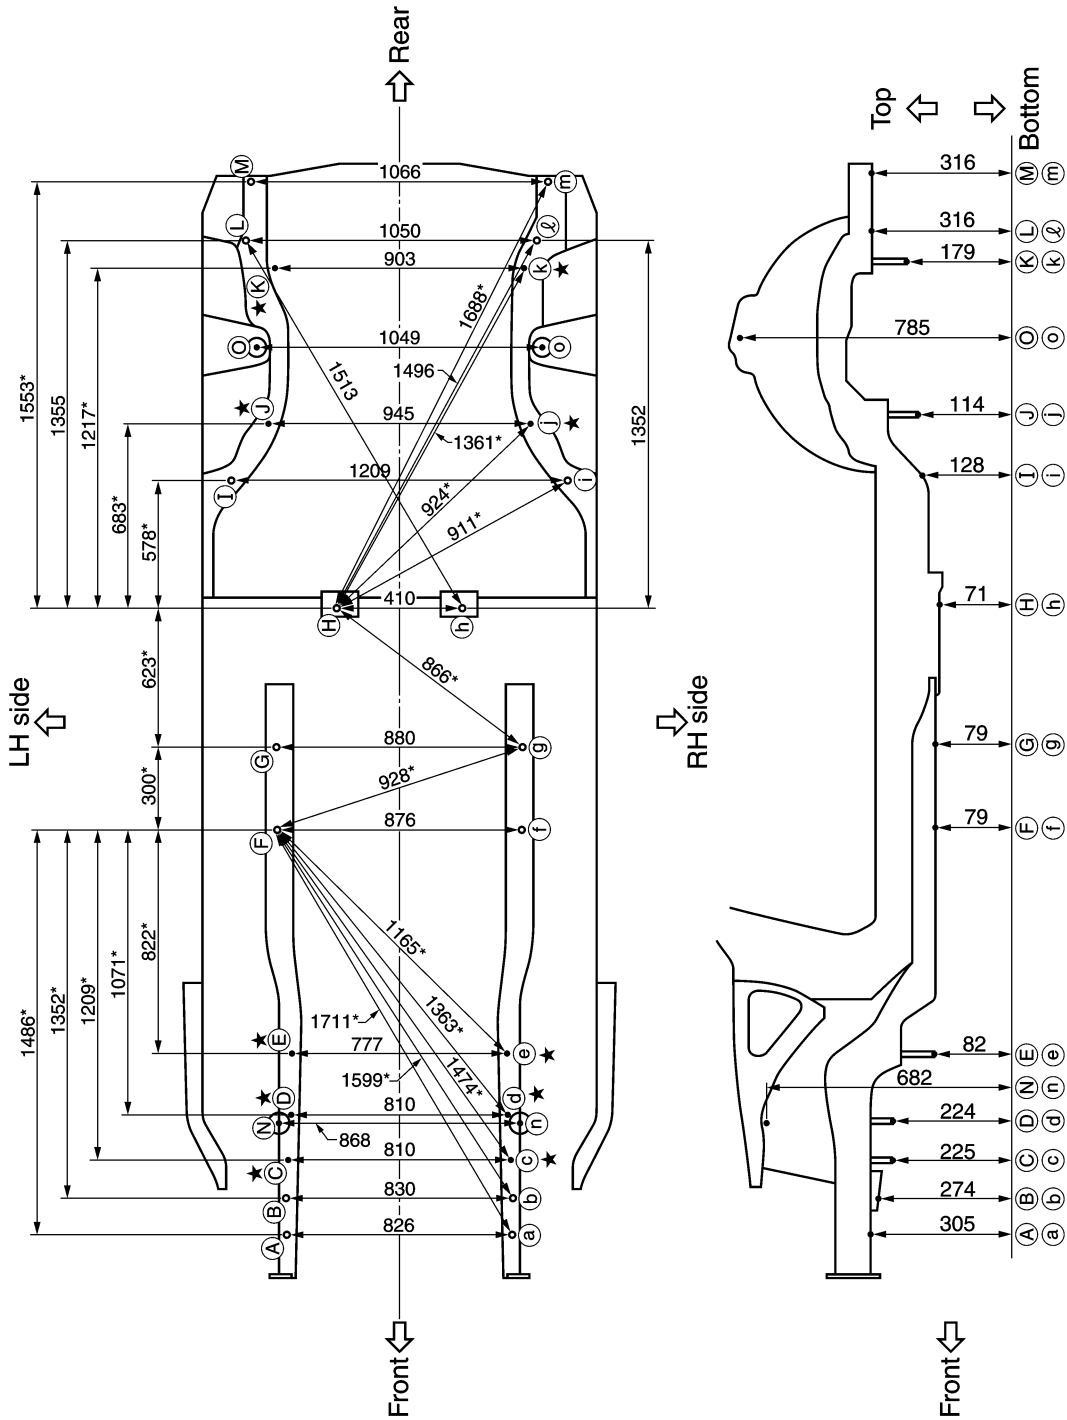 Rear
Top
Bottom
M
1066
m
316
M m
L
1050
ℓ
316
L ℓ
K
903
k
★
179
K k
★
1688*
1553*
1355
1217*
O
1049
o
785
O o
1496
1513
★
J
945
j
★
114
J j
1352
1361*
I
1209
i
128
I i
683*
578*
924*
911*
H
410
h
71
H h
LH side
623*
866*
RH side
G
880
g
79
G g
300*
928*
F
876
f
79
F f
1486*
1352*
1209*
1071*
822*
1165*
1363*
1711*
★
E
777
e
★
82
E e
1599*
1474*
682
N n
★
D
810
d
★
224
D d
N
868
n
★
C
810
c
★
225
C c
B
830
b
274
B b
A
826
a
305
A a
Front
Front